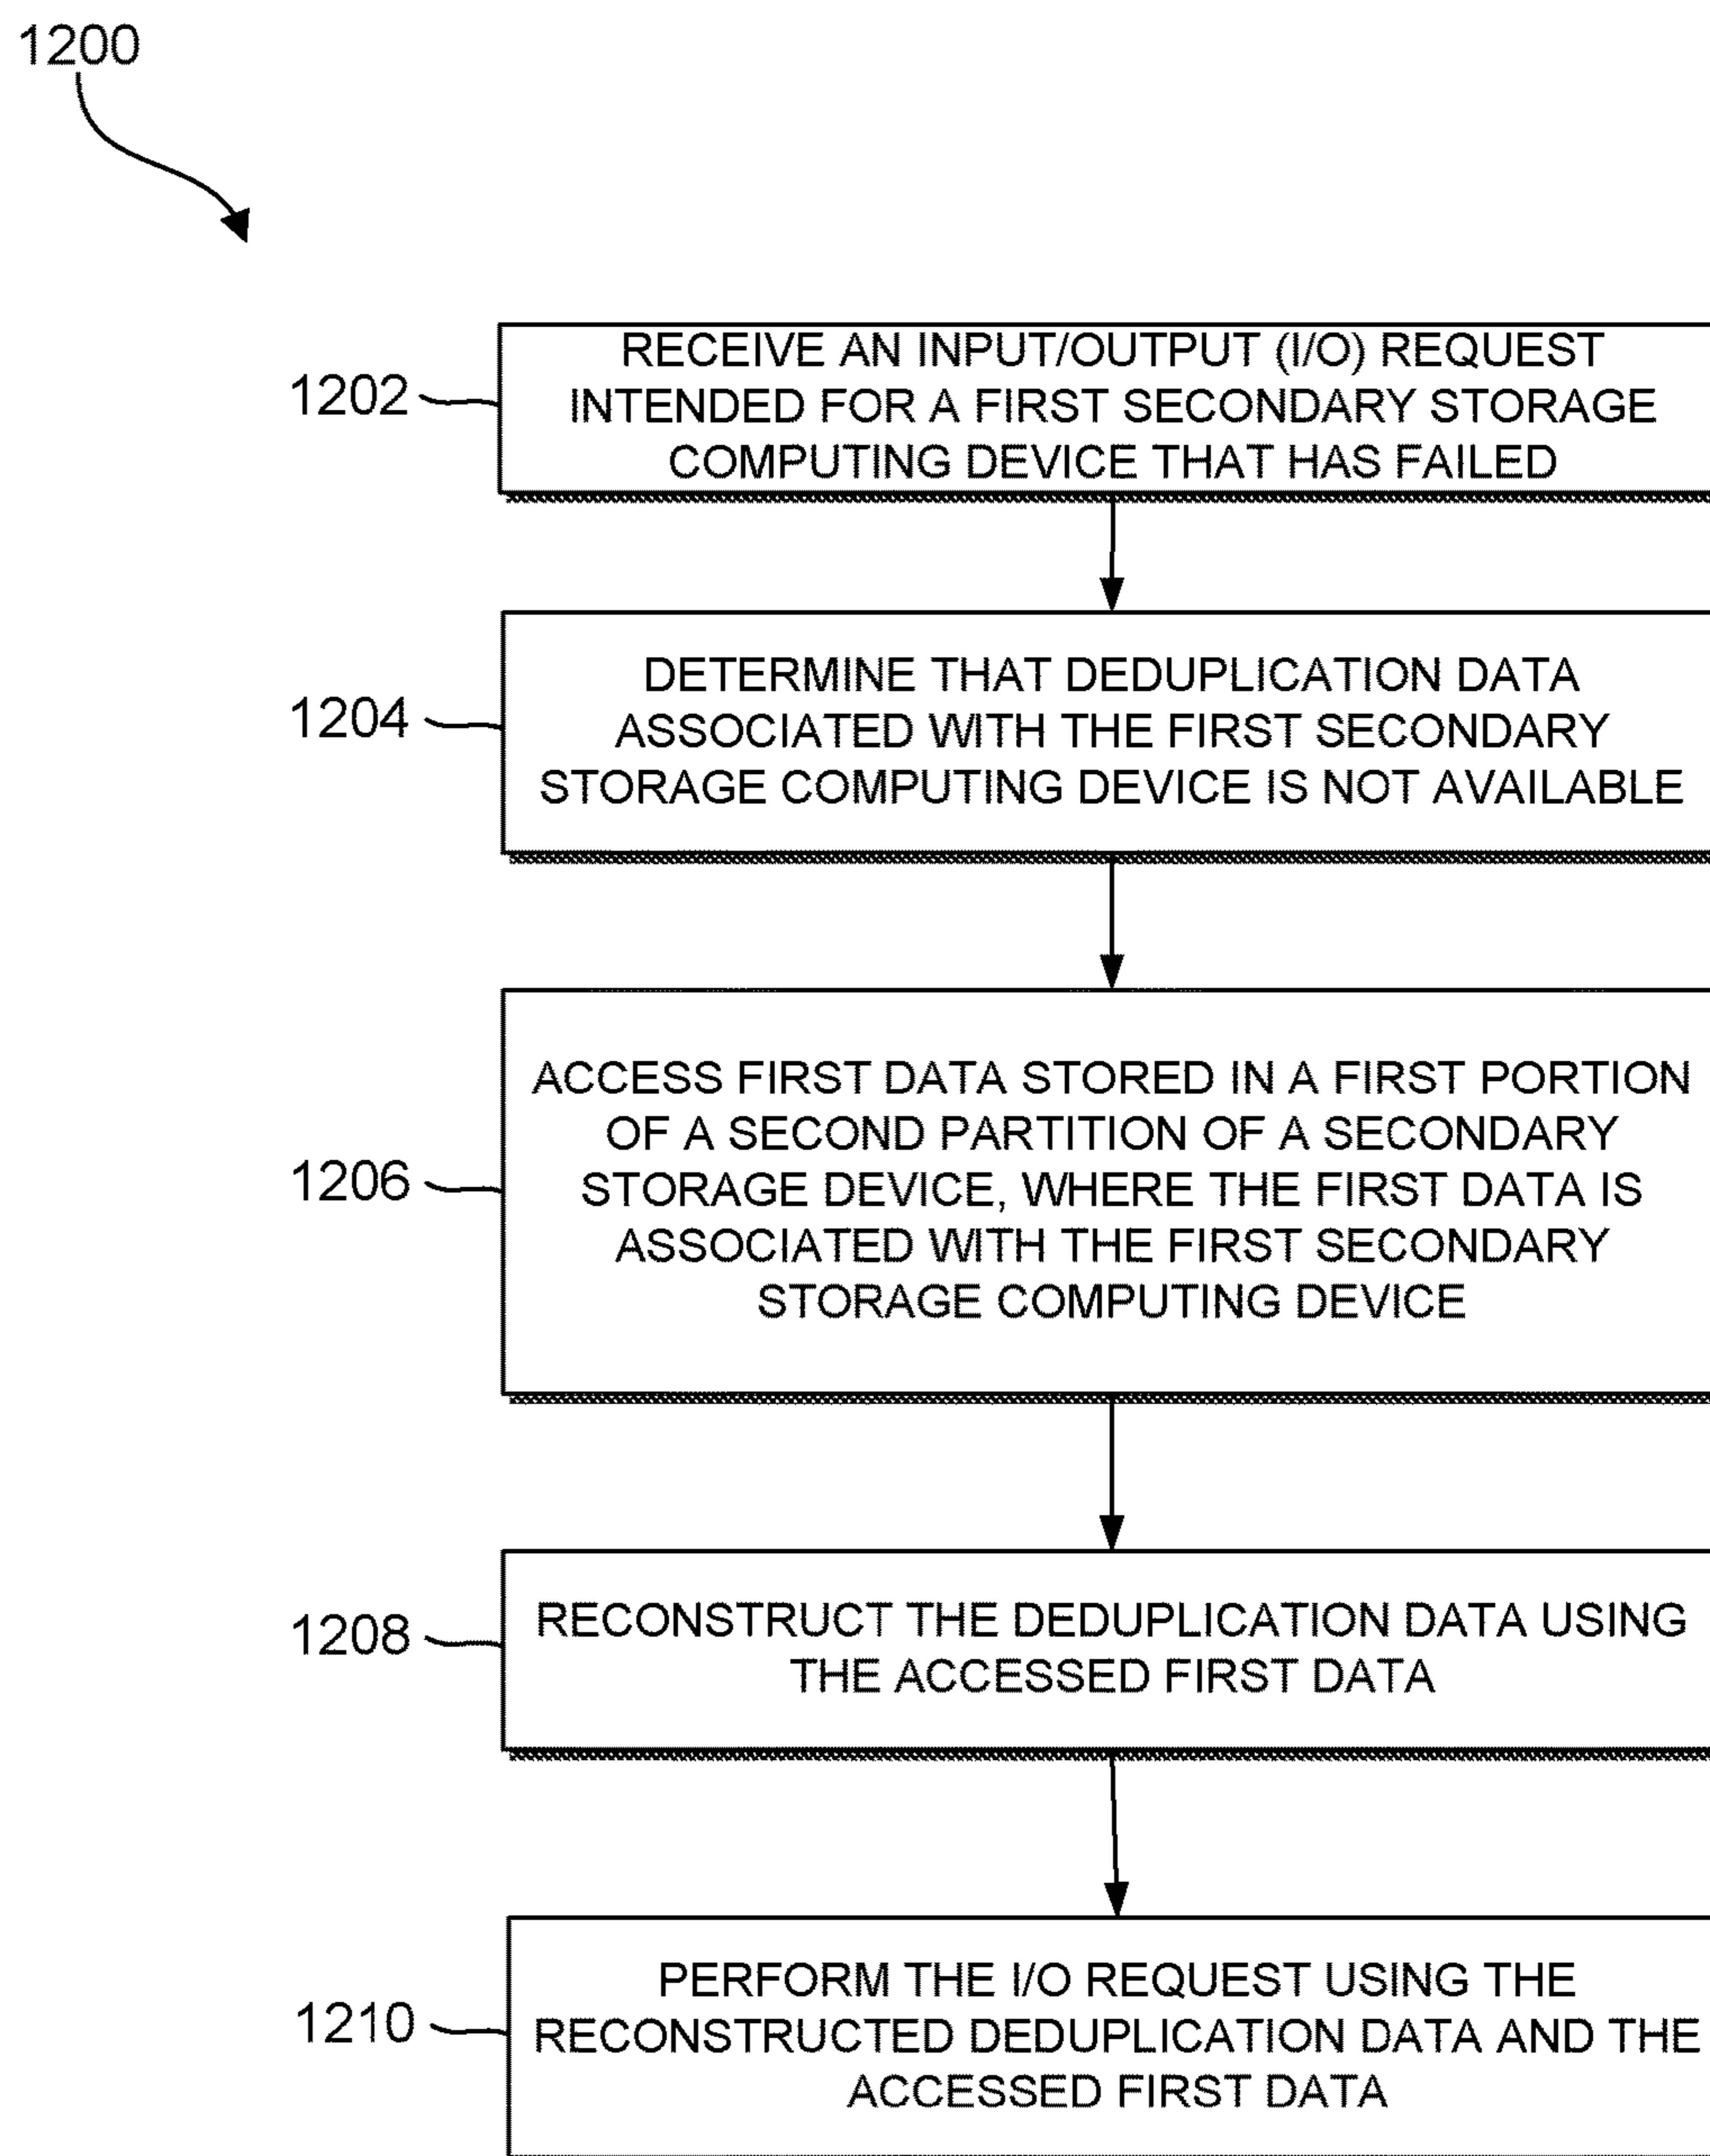 1200
1202
RECEIVE AN INPUT/OUTPUT (I/O) REQUEST
INTENDED FOR A FIRST SECONDARY STORAGE
COMPUTING DEVICE THAT HAS FAILED
1204
DETERMINE THAT DEDUPLICATION DATA
ASSOCIATED WITH THE FIRST SECONDARY
STORAGE COMPUTING DEVICE IS NOT AVAILABLE
1206
ACCESS FIRST DATA STORED IN A FIRST PORTION
OF A SECOND PARTITION OF A SECONDARY
STORAGE DEVICE, WHERE THE FIRST DATA IS
ASSOCIATED WITH THE FIRST SECONDARY
STORAGE COMPUTING DEVICE
1208
RECONSTRUCT THE DEDUPLICATION DATA USING
THE ACCESSED FIRST DATA
1210
PERFORM THE I/O REQUEST USING THE
RECONSTRUCTED DEDUPLICATION DATA AND THE
ACCESSED FIRST DATA